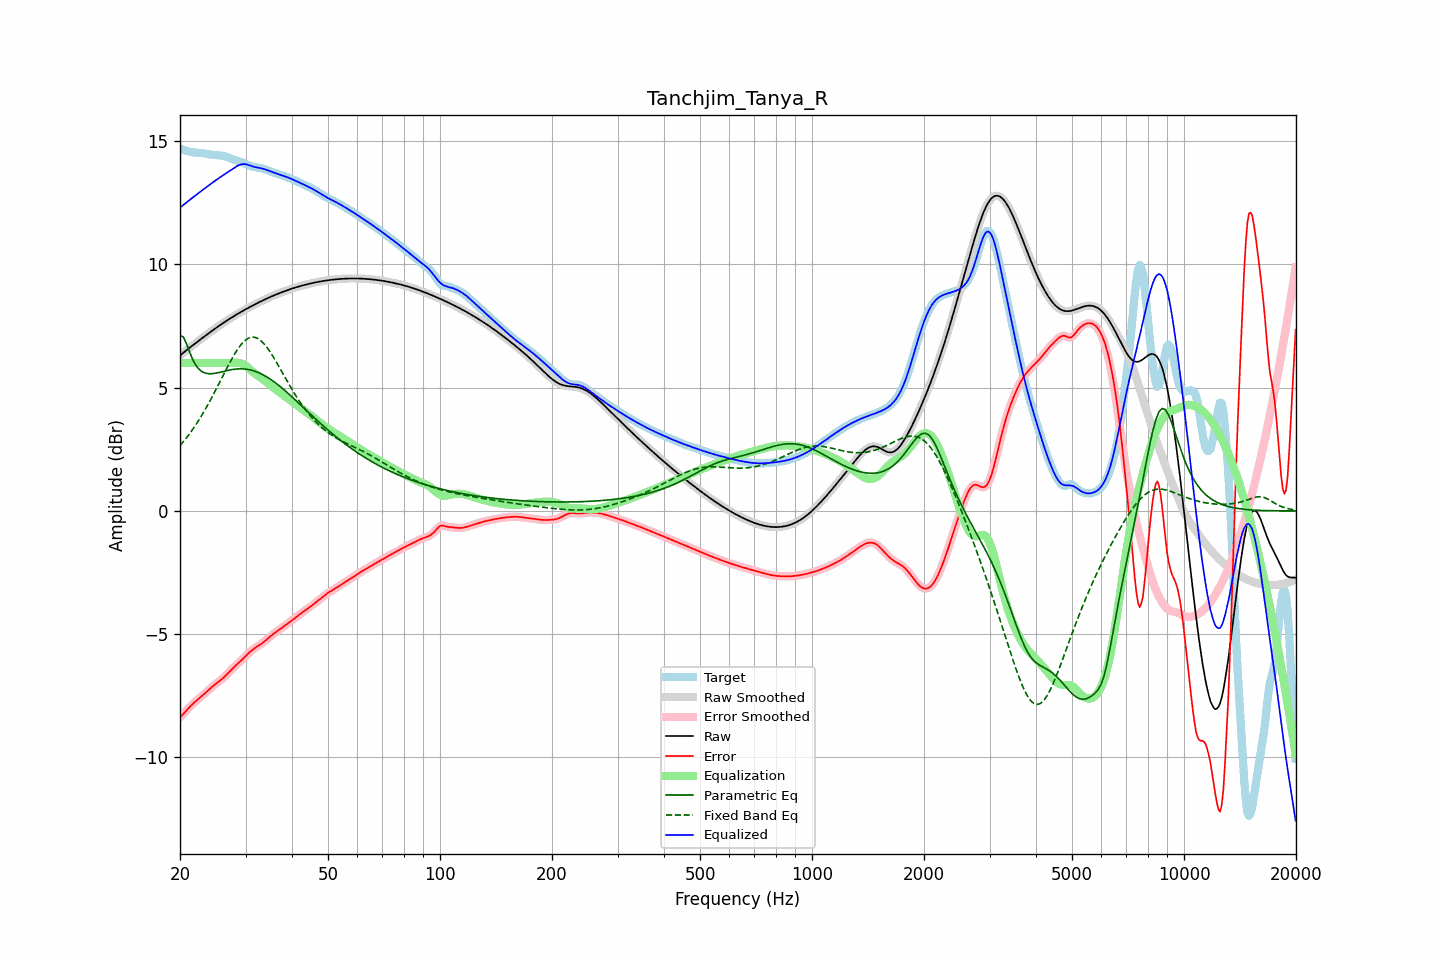 Tanchjim_Tanya_R
Amplitude (dBr)
15
10
5
0
−5
−10
Target
Raw Smoothed
Error Smoothed
Raw
Error
Equalization
Parametric Eq
Fixed Band Eq
Equalized
20
50
100
200
500
1000
2000
5000
10000
20000
Frequency (Hz)